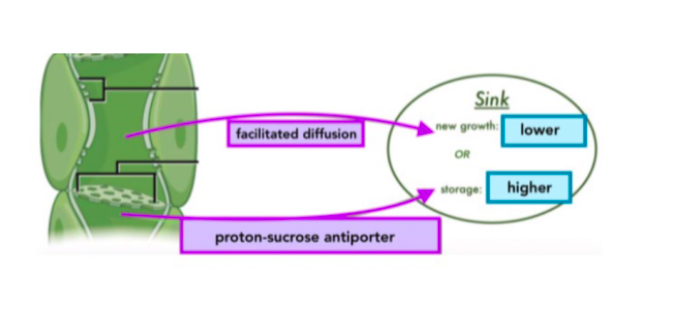 Sink
facilitated diffusion
new growth: lower
OR
storage: higher
proton-sucrose antiporter